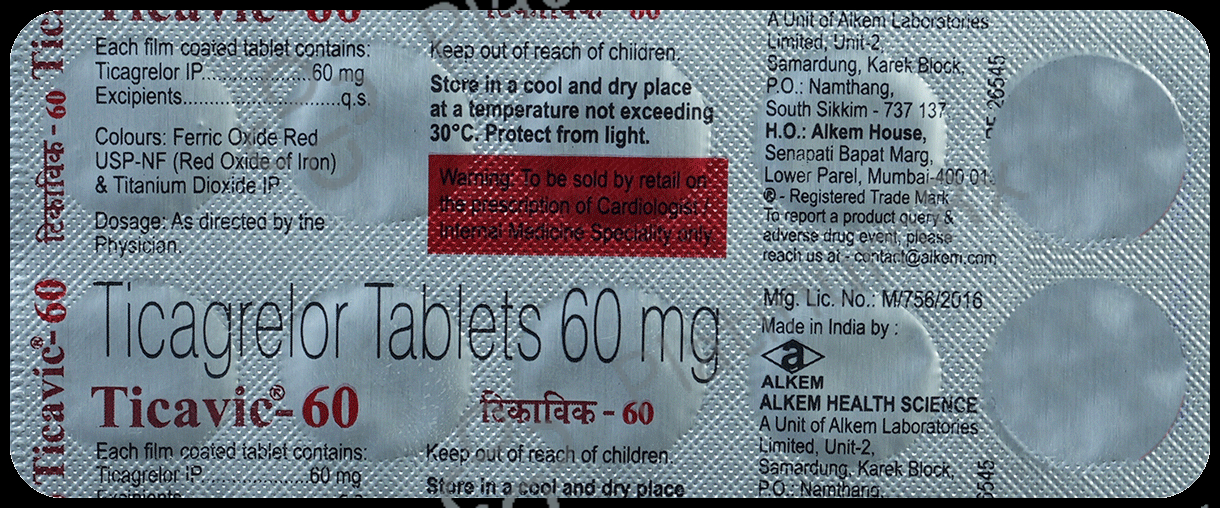 Ticavic-60
टिकाविक - 60
Each film coated tablet contains:
Ticagrelor IP....................60 mg
Excipients............................q.s.
Colours: Ferric Oxide Red
USP-NF (Red Oxide of Iron)
& Titanium Dioxide IP
Dosage: As directed by the
Physician.
Keep out of reach of children.
Store in a cool and dry place
at a temperature not exceeding
30°C. Protect from light.
Warning: To be sold by retail on
the prescription of Cardiologist /
Internal Medicine Speciality only.
A Unit of Alkem Laboratories
Limited, Unit-2,
Samardung, Karek Block,
P.O.: Namthang,
South Sikkim - 737 137
H.O.: Alkem House,
Senapati Bapat Marg,
Lower Parel, Mumbai-400 013
® - Registered Trade Mark
To report a product query &
adverse drug event, please
reach us at - contact@alkem.com
Ticagrelor Tablets 60 mg
Ticavic®-60
टिकाविक - 60
Mfg. Lic. No.: M/756/2016
Made in India by :
a
ALKEM
ALKEM HEALTH SCIENCE
A Unit of Alkem Laboratories
Limited, Unit-2,
Samardung, Karek Block,
P.O.: Namthang,
Each film coated tablet contains:
Ticagrelor IP....................60 mg
Excipients
Keep out of reach of children.
Store in a cool and dry place
Tic
टिकाविक - 60
Ticavic®-60
26545
6545